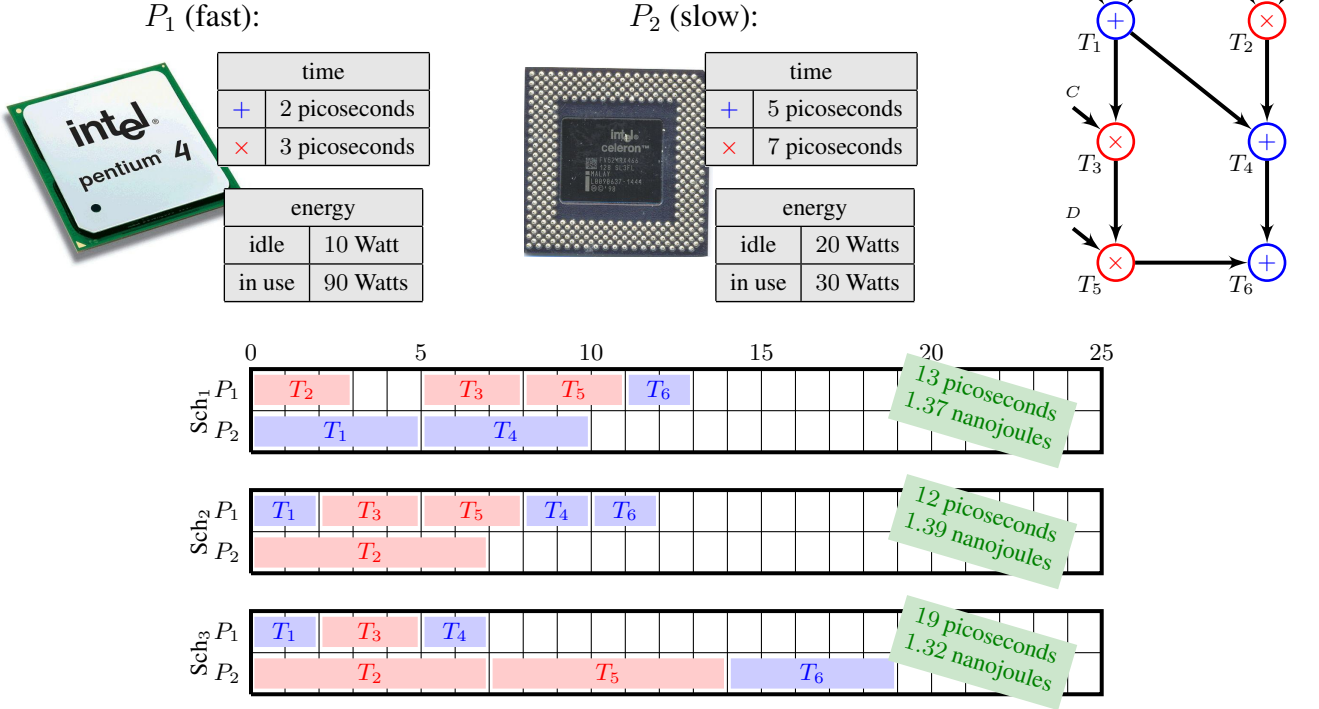 P₁ (fast):
P₂ (slow):
time
+ 2 picoseconds
× 3 picoseconds
energy
idle 10 Watt
in use 90 Watts
intel®
pentium® 4
time
+ 5 picoseconds
× 7 picoseconds
energy
idle 20 Watts
in use 30 Watts
intel®
celeron™
MALAY
+ ×
T₁ T₂
C
× +
T₃ T₄
D
× +
T₅ T₆
0 5 10 15 20 25
Sch₁
P₁ T₂ T₃ T₅ T₆
P₂ T₁ T₄
13 picoseconds
1.37 nanojoules
Sch₂
P₁ T₁ T₃ T₅ T₄ T₆
P₂ T₂
12 picoseconds
1.39 nanojoules
Sch₃
P₁ T₁ T₃ T₄
P₂ T₂ T₅ T₆
19 picoseconds
1.32 nanojoules